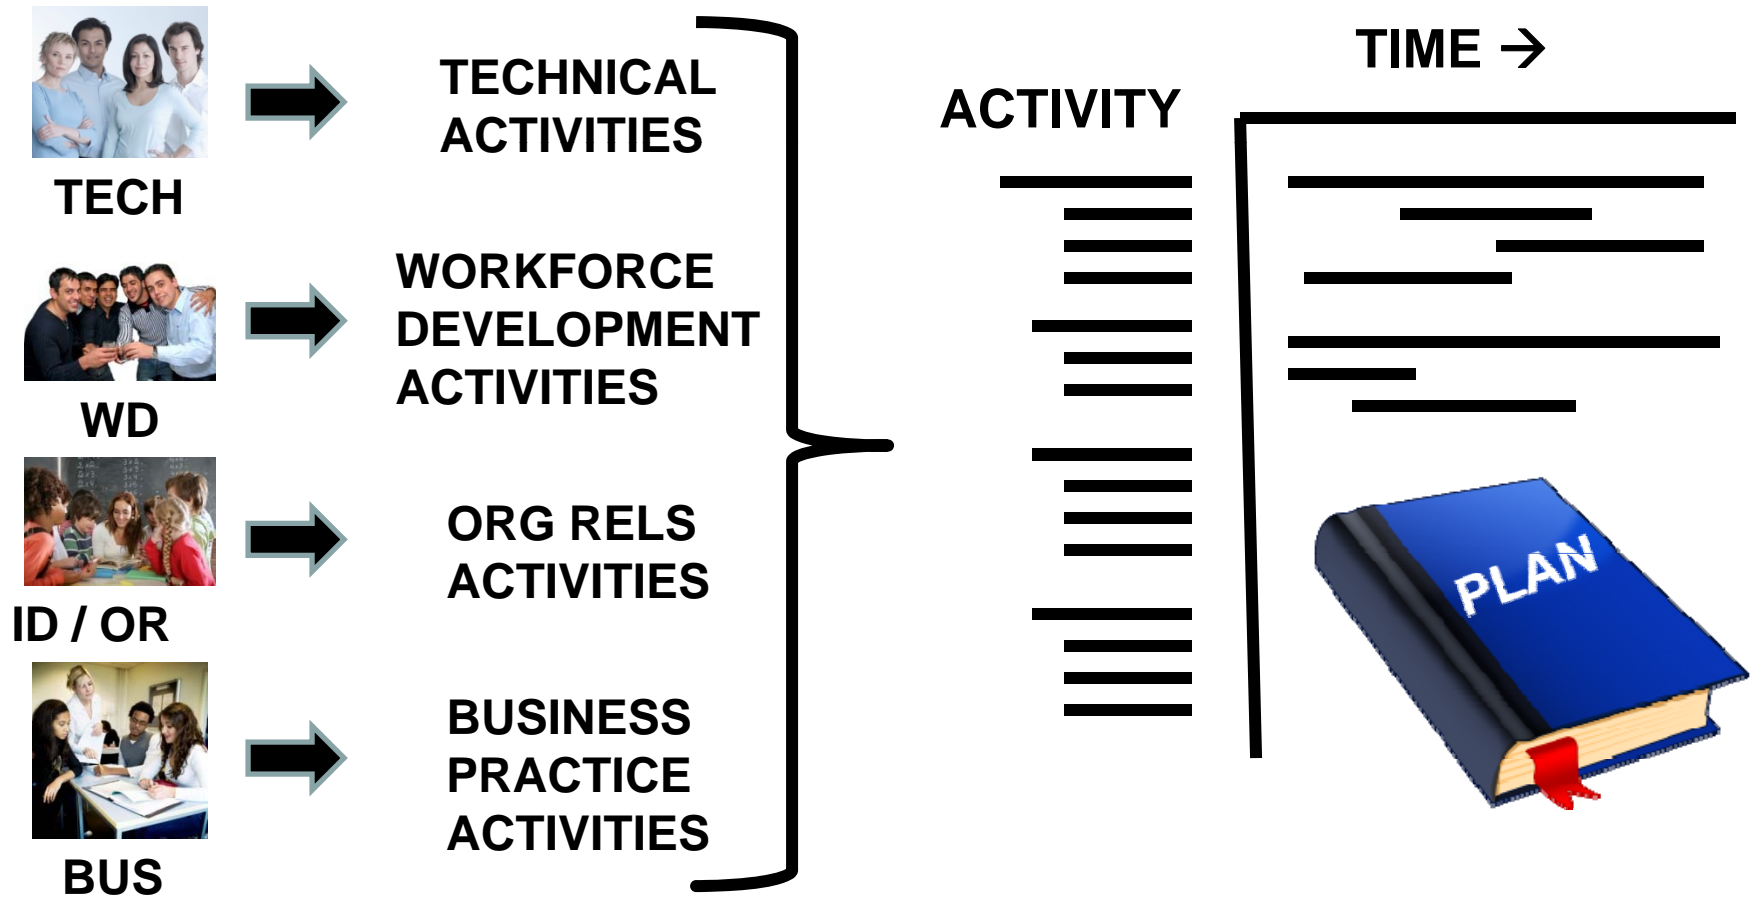 TECH
TECHNICAL
ACTIVITIES
WD
WORKFORCE
DEVELOPMENT
ACTIVITIES
ID / OR
ORG RELS
ACTIVITIES
BUS
BUSINESS
PRACTICE
ACTIVITIES
TIME →
ACTIVITY
PLAN